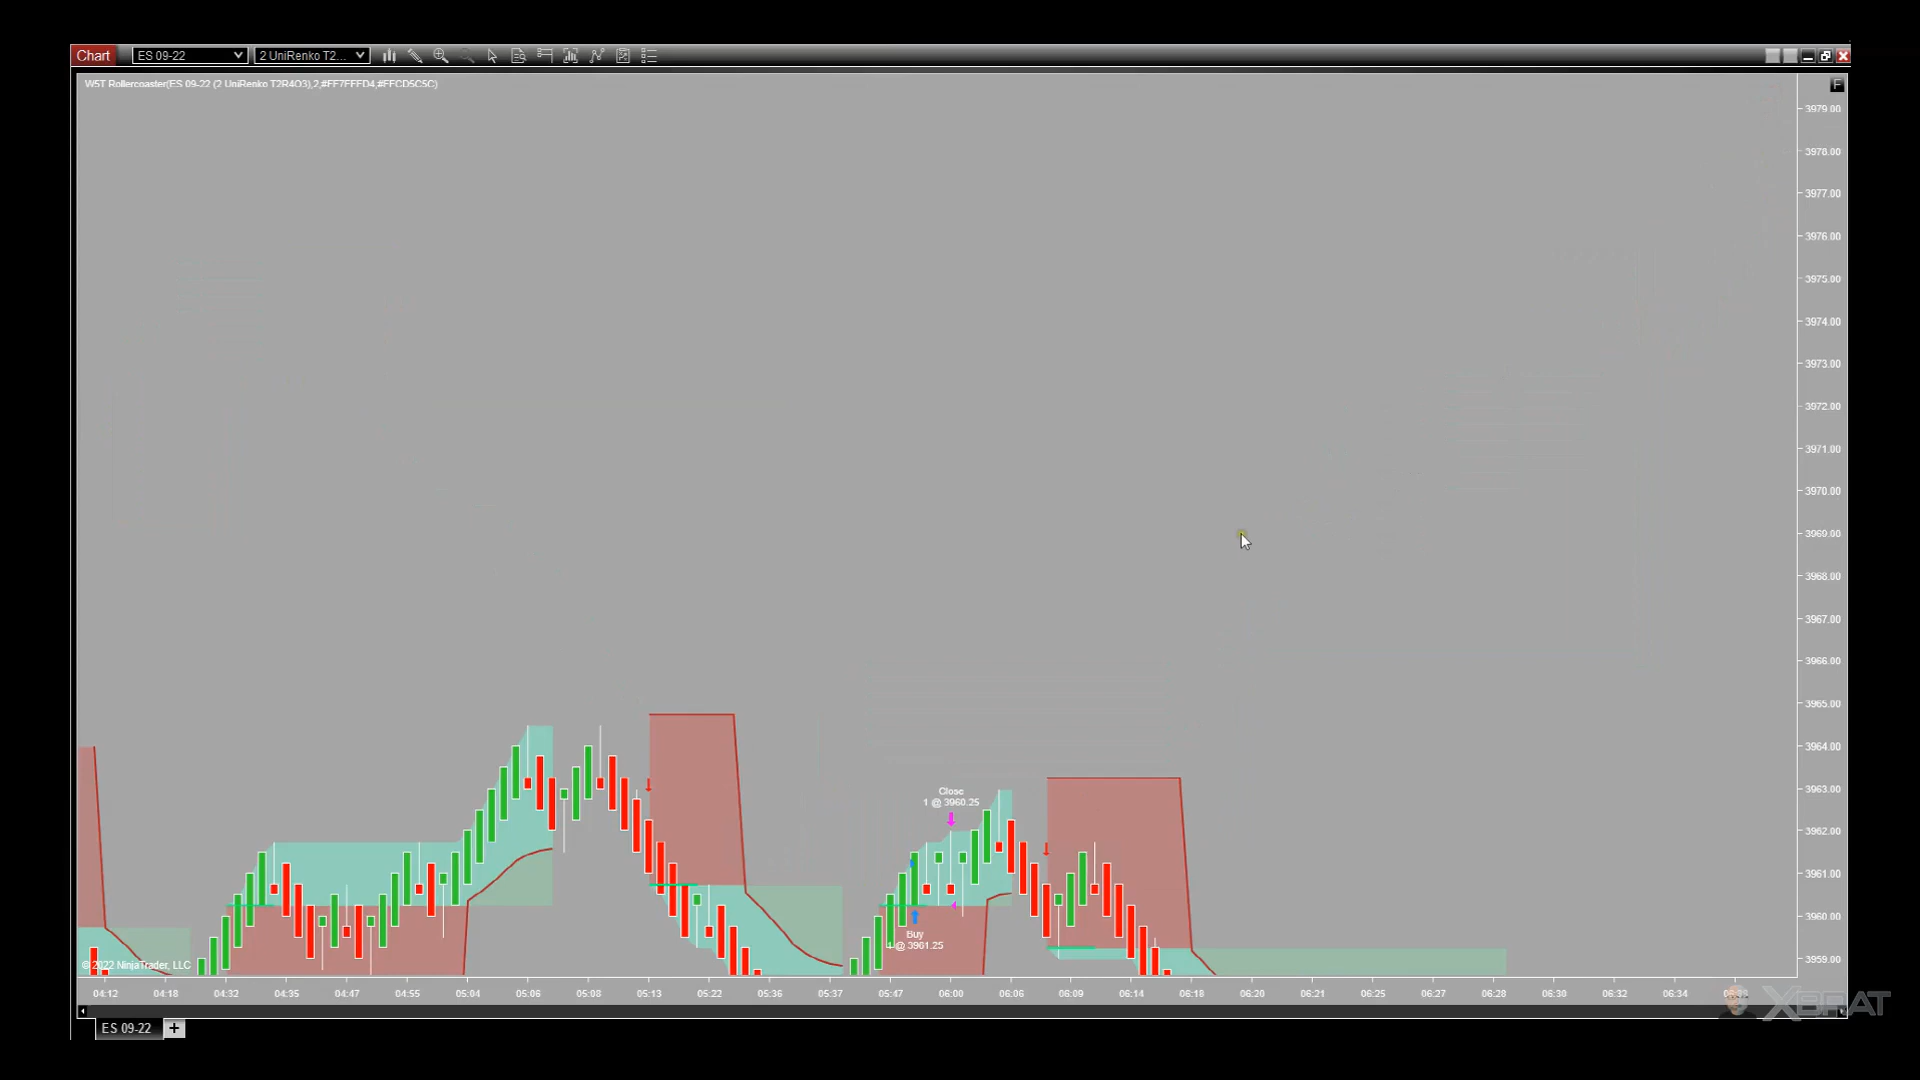 Chart
ES 09-22
2 UniRenko T2...
W5T Rollercoaster(ES 09-22 (2 UniRenko T2R4O3),2,#FF7FFFD4,#FFCD5C5C)
F
3979.00
3978.00
3977.00
3976.00
3975.00
3974.00
3973.00
3972.00
3971.00
3970.00
3969.00
3968.00
3967.00
3966.00
3965.00
3964.00
3963.00
3962.00
3961.00
3960.00
3959.00
Close
1 @ 3960.25
Buy
1 @ 3961.25
© 2022 NinjaTrader, LLC
04:12 04:18 04:32 04:35 04:47 04:55 05:04 05:06 05:08 05:13 05:22 05:36 05:37 05:47 06:00 06:06 06:09 06:14 06:18 06:20 06:21 06:25 06:27 06:28 06:30 06:32 06:34
XBRAT
ES 09-22
+